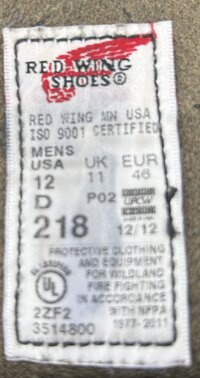 RED WING
SHOES®
RED WING MN USA
ISO 9001 CERTIFIED
MENS
USA UK EUR
12 11 46
D P02 UFCW
218 12/12
PROTECTIVE CLOTHING
AND EQUIPMENT
FOR WILDLAND
FIRE FIGHTING
IN ACCORDANCE
WITH NFPA
1977-2011
CLASSIFIED
UL
2ZF2
3514800